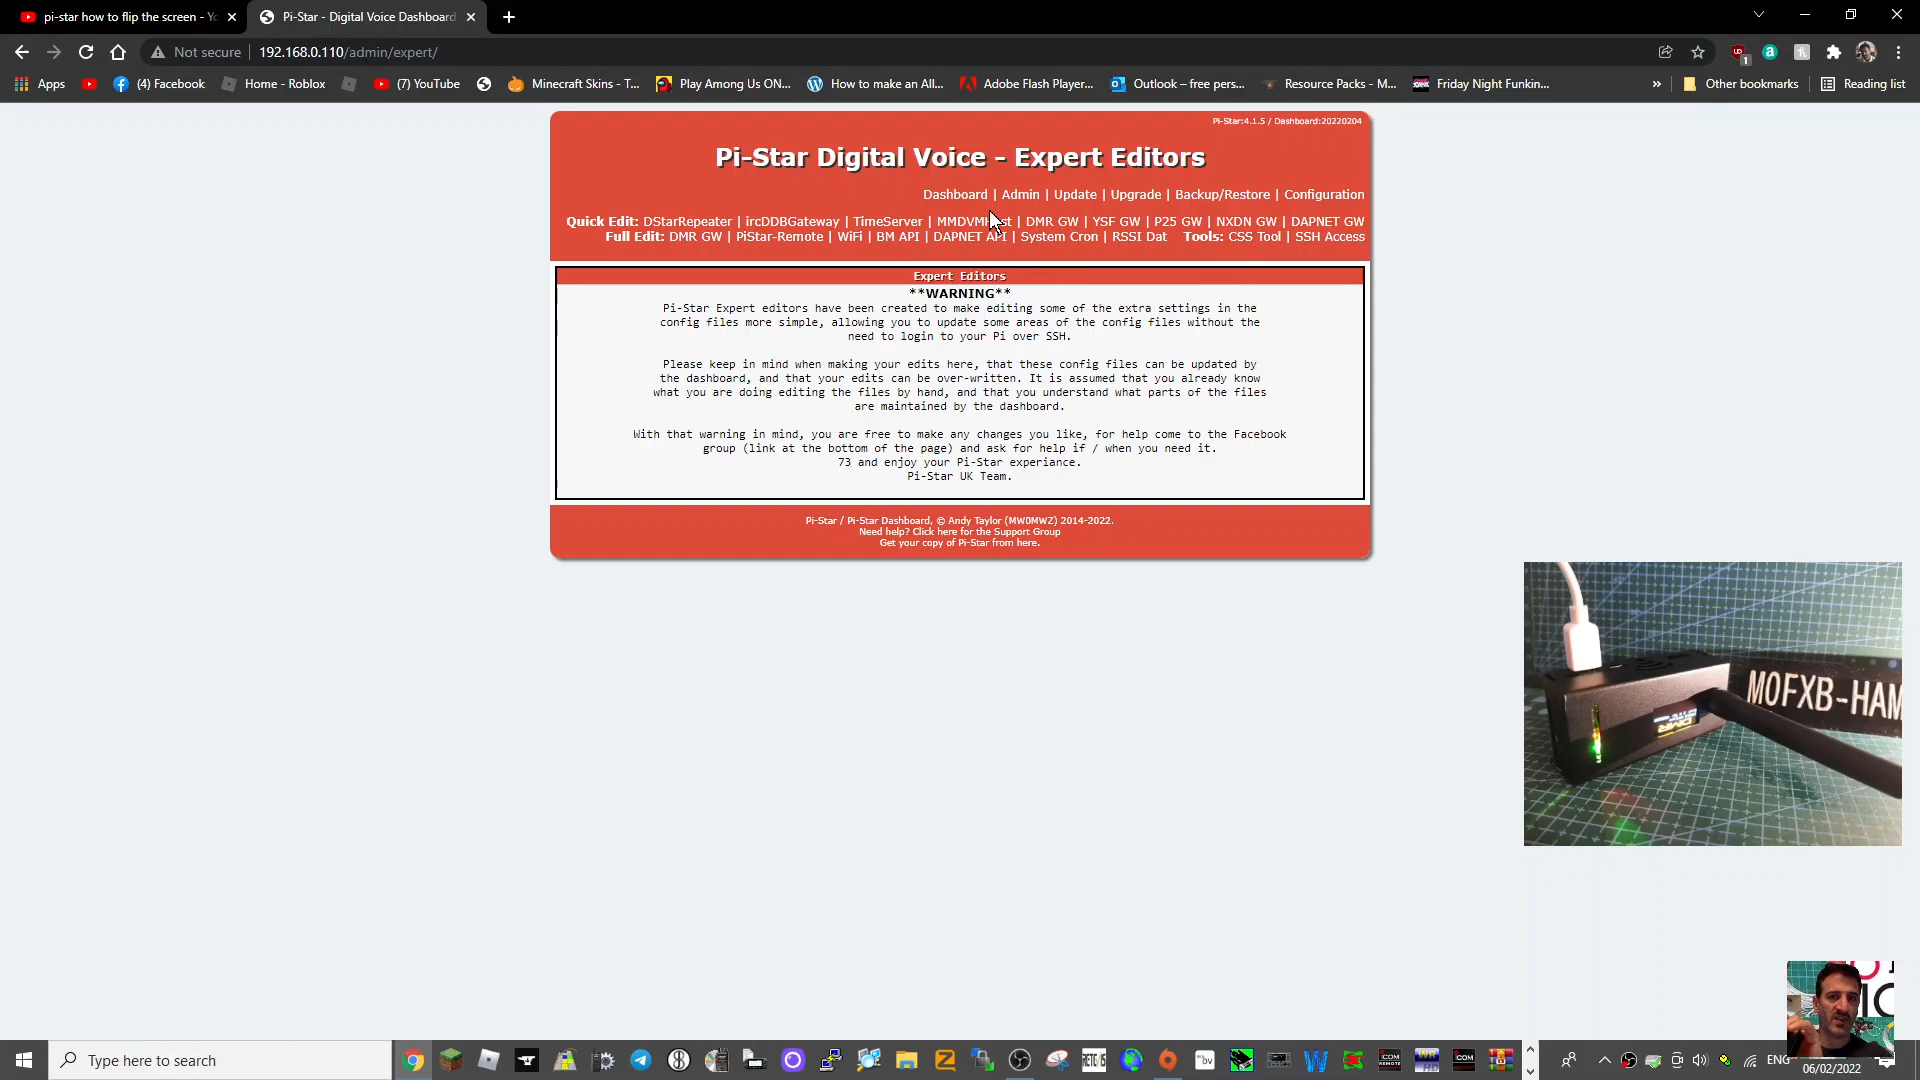 pi-star how to flip the screen - Yo
Pi-Star - Digital Voice Dashboard
Not secure
192.168.0.110/admin/expert/
Apps
(4) Facebook
Home - Roblox
(7) YouTube
Minecraft Skins - T...
Play Among Us ON...
How to make an All...
Adobe Flash Player...
Outlook – free pers...
Resource Packs - M...
Friday Night Funkin...
»
Other bookmarks
Reading list
Pi-Star:4.1.5 / Dashboard:20220204
Pi-Star Digital Voice - Expert Editors
Dashboard | Admin | Update | Upgrade | Backup/Restore | Configuration
Quick Edit: DStarRepeater | ircDDBGateway | TimeServer | MMDVMHost | DMR GW | YSF GW | P25 GW | NXDN GW | DAPNET GW
Full Edit: DMR GW | PiStar-Remote | WiFi | BM API | DAPNET API | System Cron | RSSI Dat Tools: CSS Tool | SSH Access
Expert Editors
**WARNING**
Pi-Star Expert editors have been created to make editing some of the extra settings in the
config files more simple, allowing you to update some areas of the config files without the
need to login to your Pi over SSH.
Please keep in mind when making your edits here, that these config files can be updated by
the dashboard, and that your edits can be over-written. It is assumed that you already know
what you are doing editing the files by hand, and that you understand what parts of the files
are maintained by the dashboard.
With that warning in mind, you are free to make any changes you like, for help come to the Facebook
group (link at the bottom of the page) and ask for help if / when you need it.
73 and enjoy your Pi-Star experiance.
Pi-Star UK Team.
Pi-Star / Pi-Star Dashboard, © Andy Taylor (MW0MWZ) 2014-2022.
Need help? Click here for the Support Group
Get your copy of Pi-Star from here.
M0FXB-HAM
DMR
Type here to search
ENG
06/02/2022